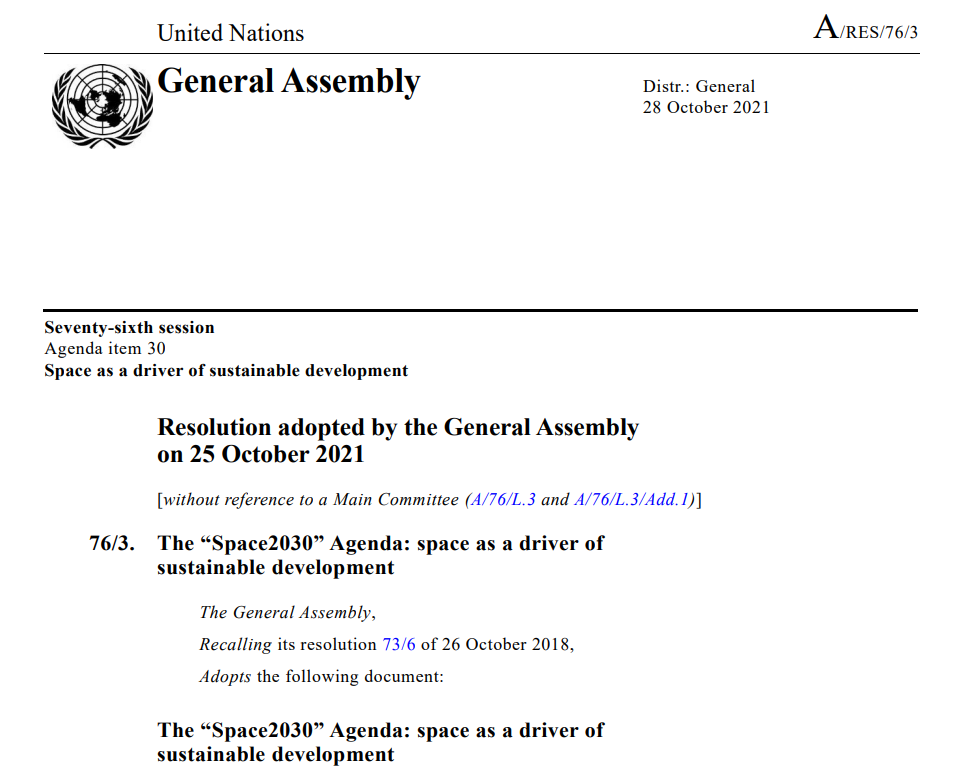 United Nations
A/RES/76/3
General Assembly
Distr.: General
28 October 2021
Seventy-sixth session
Agenda item 30
Space as a driver of sustainable development
Resolution adopted by the General Assembly
on 25 October 2021
[without reference to a Main Committee (A/76/L.3 and A/76/L.3/Add.1)]
76/3. The “Space2030” Agenda: space as a driver of
sustainable development
The General Assembly,
Recalling its resolution 73/6 of 26 October 2018,
Adopts the following document:
The “Space2030” Agenda: space as a driver of
sustainable development